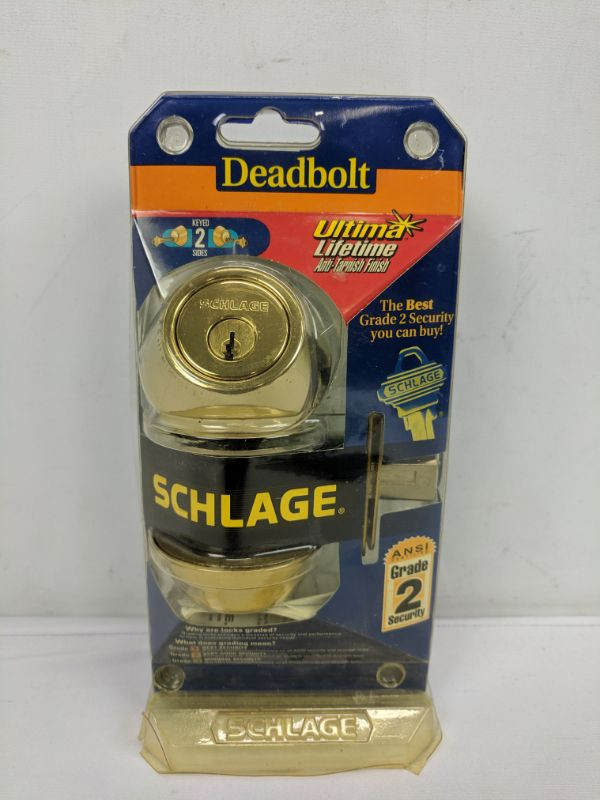 Deadbolt
KEYED
2
SIDES
Ultima
Lifetime
Anti-Tarnish Finish
SCHLAGE
The Best
Grade 2 Security
you can buy!
SCHLAGE
SCHLAGE®
ANSI
Grade
2
Security
Why are locks graded?
What does grading mean?
SCHLAGE